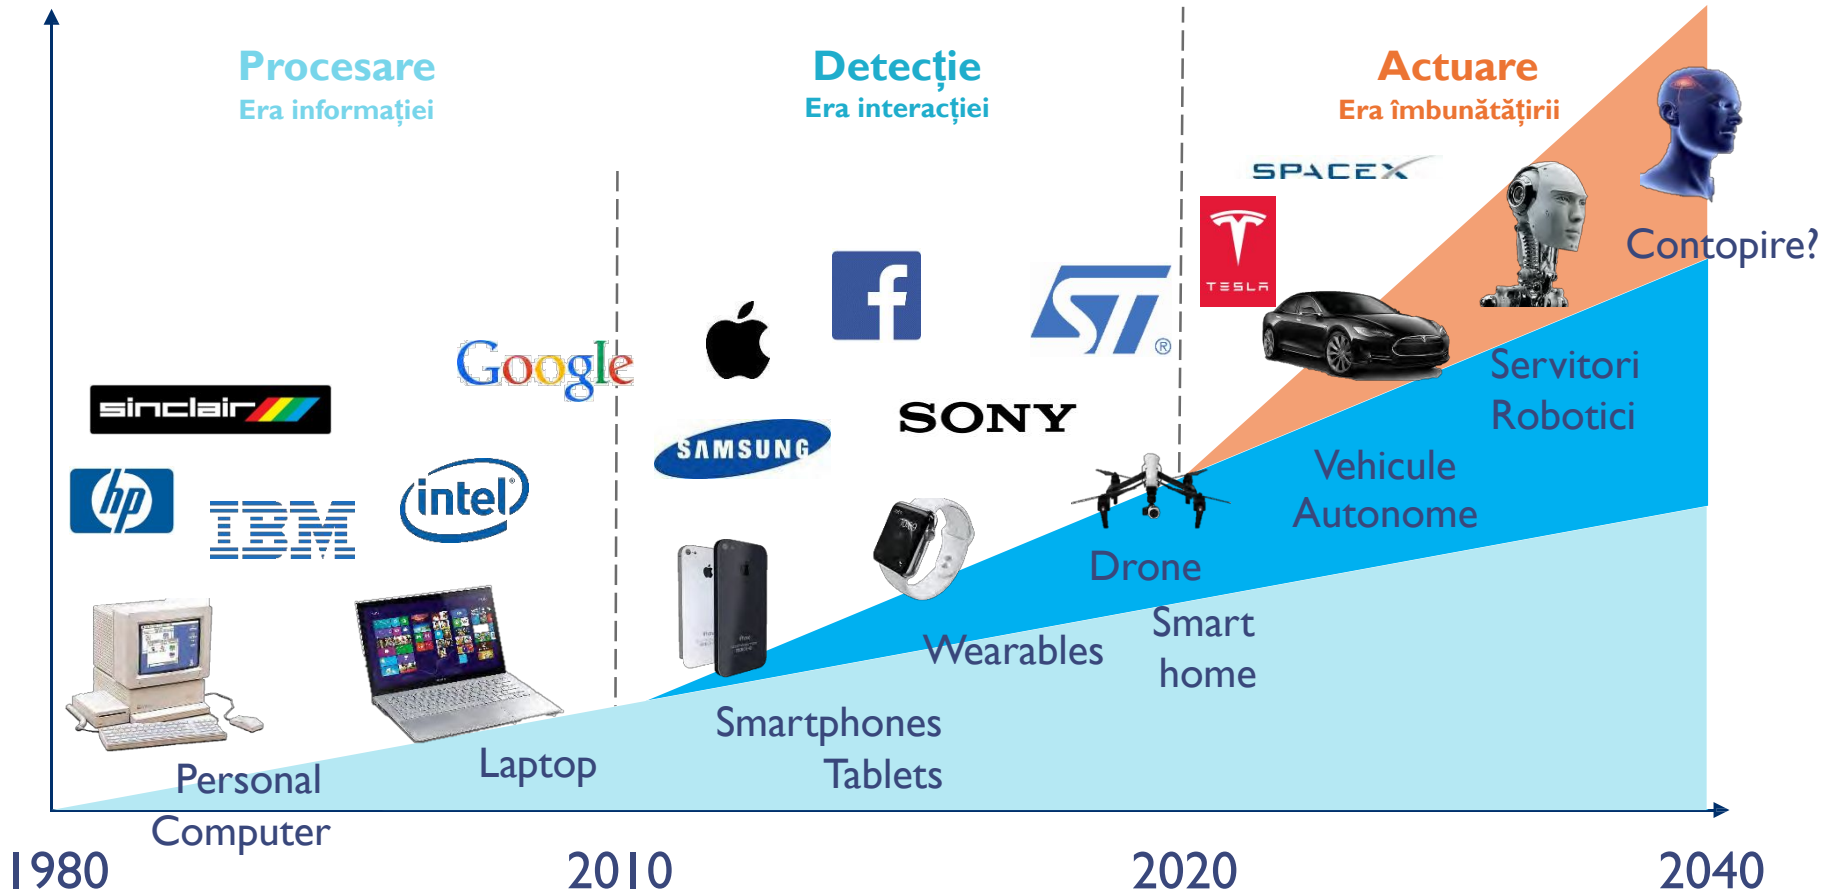 Procesare
Era informației
Detecție
Era interacției
Actuare
Era îmbunătățirii
SPACEX
TESLA
Contopire?
Google
sinclair
SAMSUNG
SONY
ST®
hp
IBM
intel
Servitori
Robotici
Vehicule
Autonome
Drone
Smart
home
Wearables
Smartphones
Tablets
Laptop
Personal
Computer
1980
2010
2020
2040